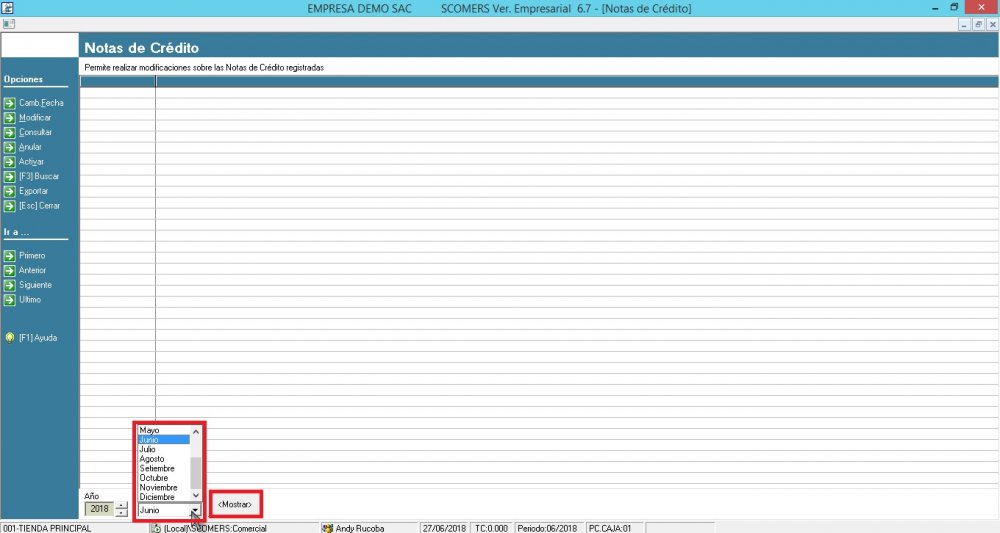 EMPRESA DEMO SAC SCOMERS Ver. Empresarial 6.7 - [Notas de Crédito]
Notas de Crédito
Permite realizar modificaciones sobre las Notas de Crédito registradas
Opciones
Camb.Fecha
Modificar
Consultar
Anular
Activar
[F3] Buscar
Exportar
[Esc] Cerrar
Ir a ...
Primero
Anterior
Siguiente
Ultimo
[F1] Ayuda
Mayo
Junio
Julio
Agosto
Setiembre
Octubre
Noviembre
Diciembre
Año
2018
Junio
<Mostrar>
001-TIENDA PRINCIPAL (Local)\SCOMERS:Comercial Andy Rucoba 27/06/2018 TC:0.000 Periodo:06/2018 PC.CAJA:01